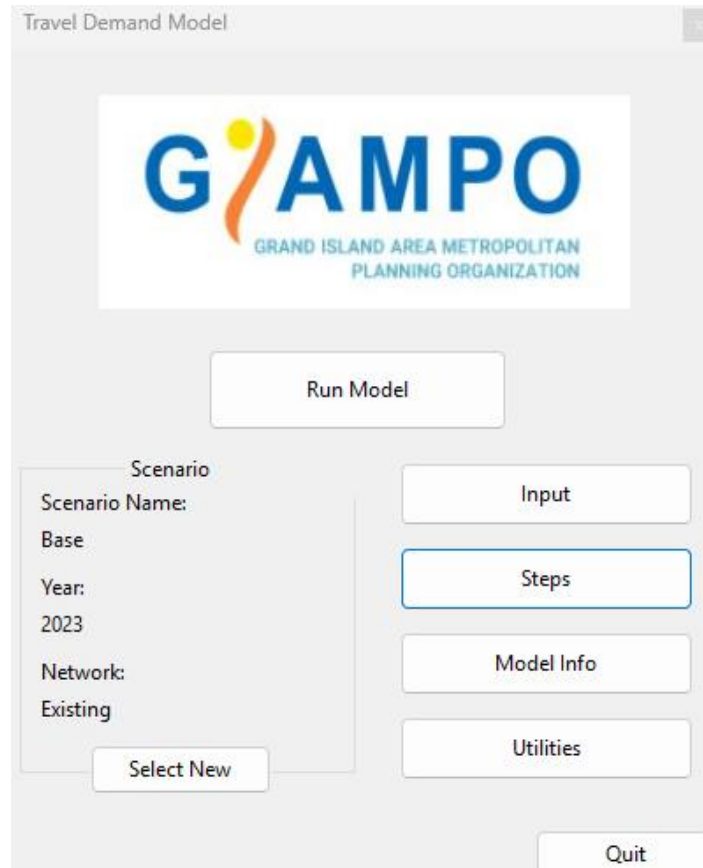 Travel Demand Model
GIAMPO
GRAND ISLAND AREA METROPOLITAN
PLANNING ORGANIZATION
Run Model
Scenario
Scenario Name:
Base
Year:
2023
Network:
Existing
Select New
Input
Steps
Model Info
Utilities
Quit